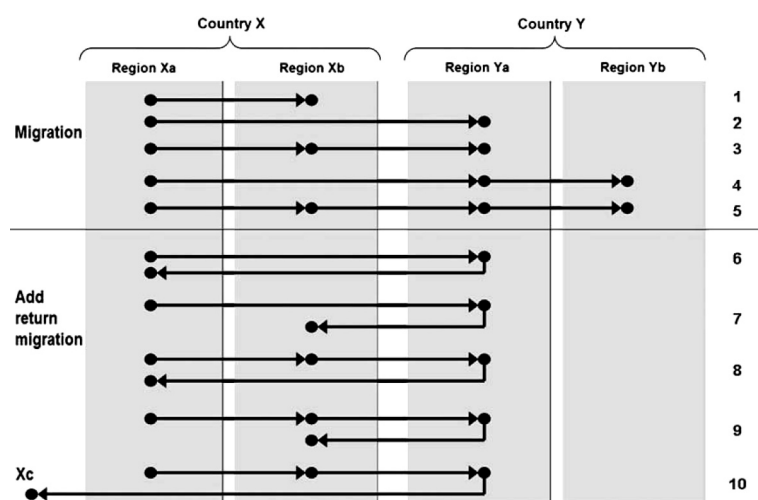 Country X
Country Y
Region Xa
Region Xb
Region Ya
Region Yb
1
2
Migration
3
4
5
6
Add
return
migration
7
8
9
Xc
10